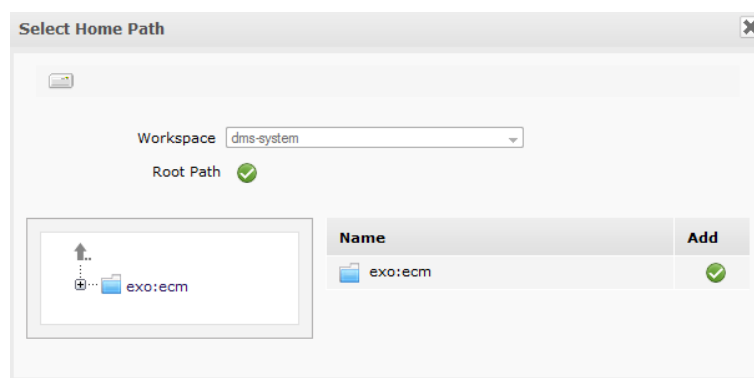 Select Home Path
Workspace dms-system
Root Path
Name Add
..
exo:ecm
exo:ecm